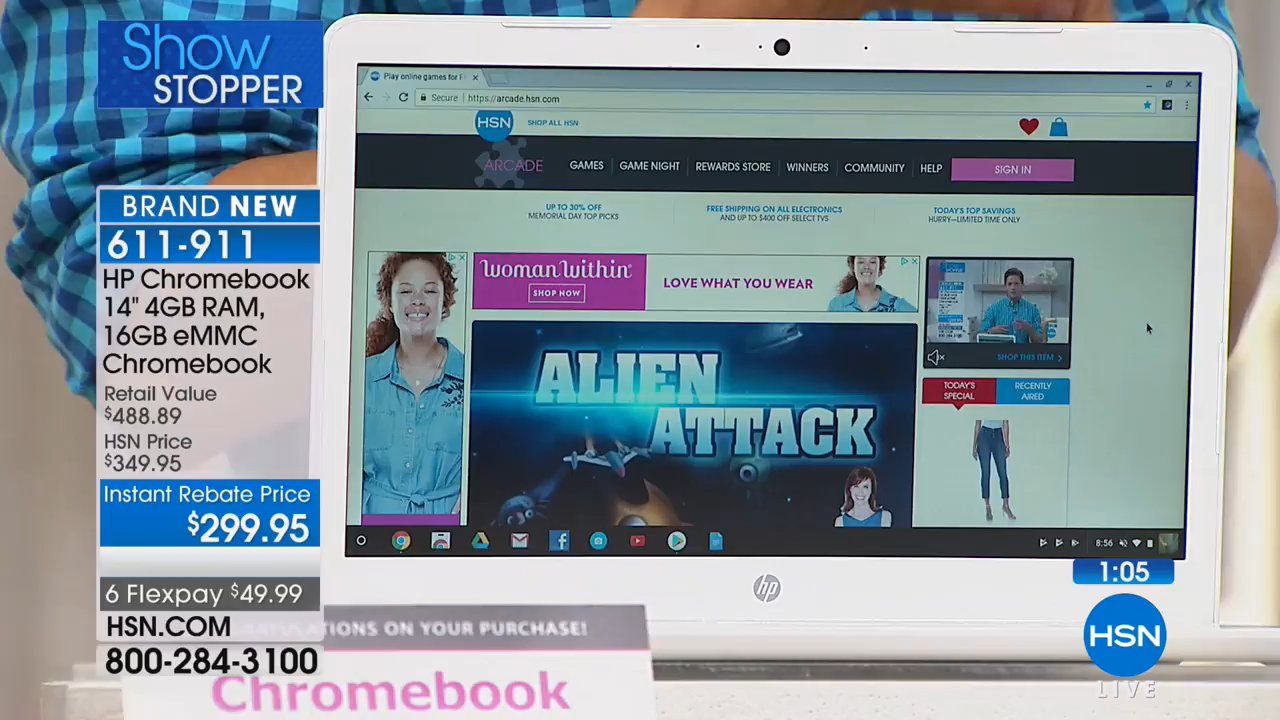 Show
STOPPER
BRAND NEW
611-911
HP Chromebook
14" 4GB RAM,
16GB eMMC
Chromebook
Retail Value
$488.89
HSN Price
$349.95
Instant Rebate Price
$299.95
6 Flexpay $49.99
HSN.COM
800-284-3100
Play online games for F
Secure https://arcade.hsn.com
HSN
SHOP ALL HSN
ARCADE
GAMES
GAME NIGHT
REWARDS STORE
WINNERS
COMMUNITY
HELP
SIGN IN
UP TO 30% OFF
MEMORIAL DAY TOP PICKS
FREE SHIPPING ON ALL ELECTRONICS
AND UP TO $400 OFF SELECT TVS
TODAY'S TOP SAVINGS
HURRY—LIMITED TIME ONLY
woman within
SHOP NOW
LOVE WHAT YOU WEAR
ALIEN
ATTACK
SHOP THIS ITEM
TODAY'S
SPECIAL
RECENTLY
AIRED
8:56
hp
1:05
HSN
LIVE
ATIONS ON YOUR PURCHASE!
Chromebook